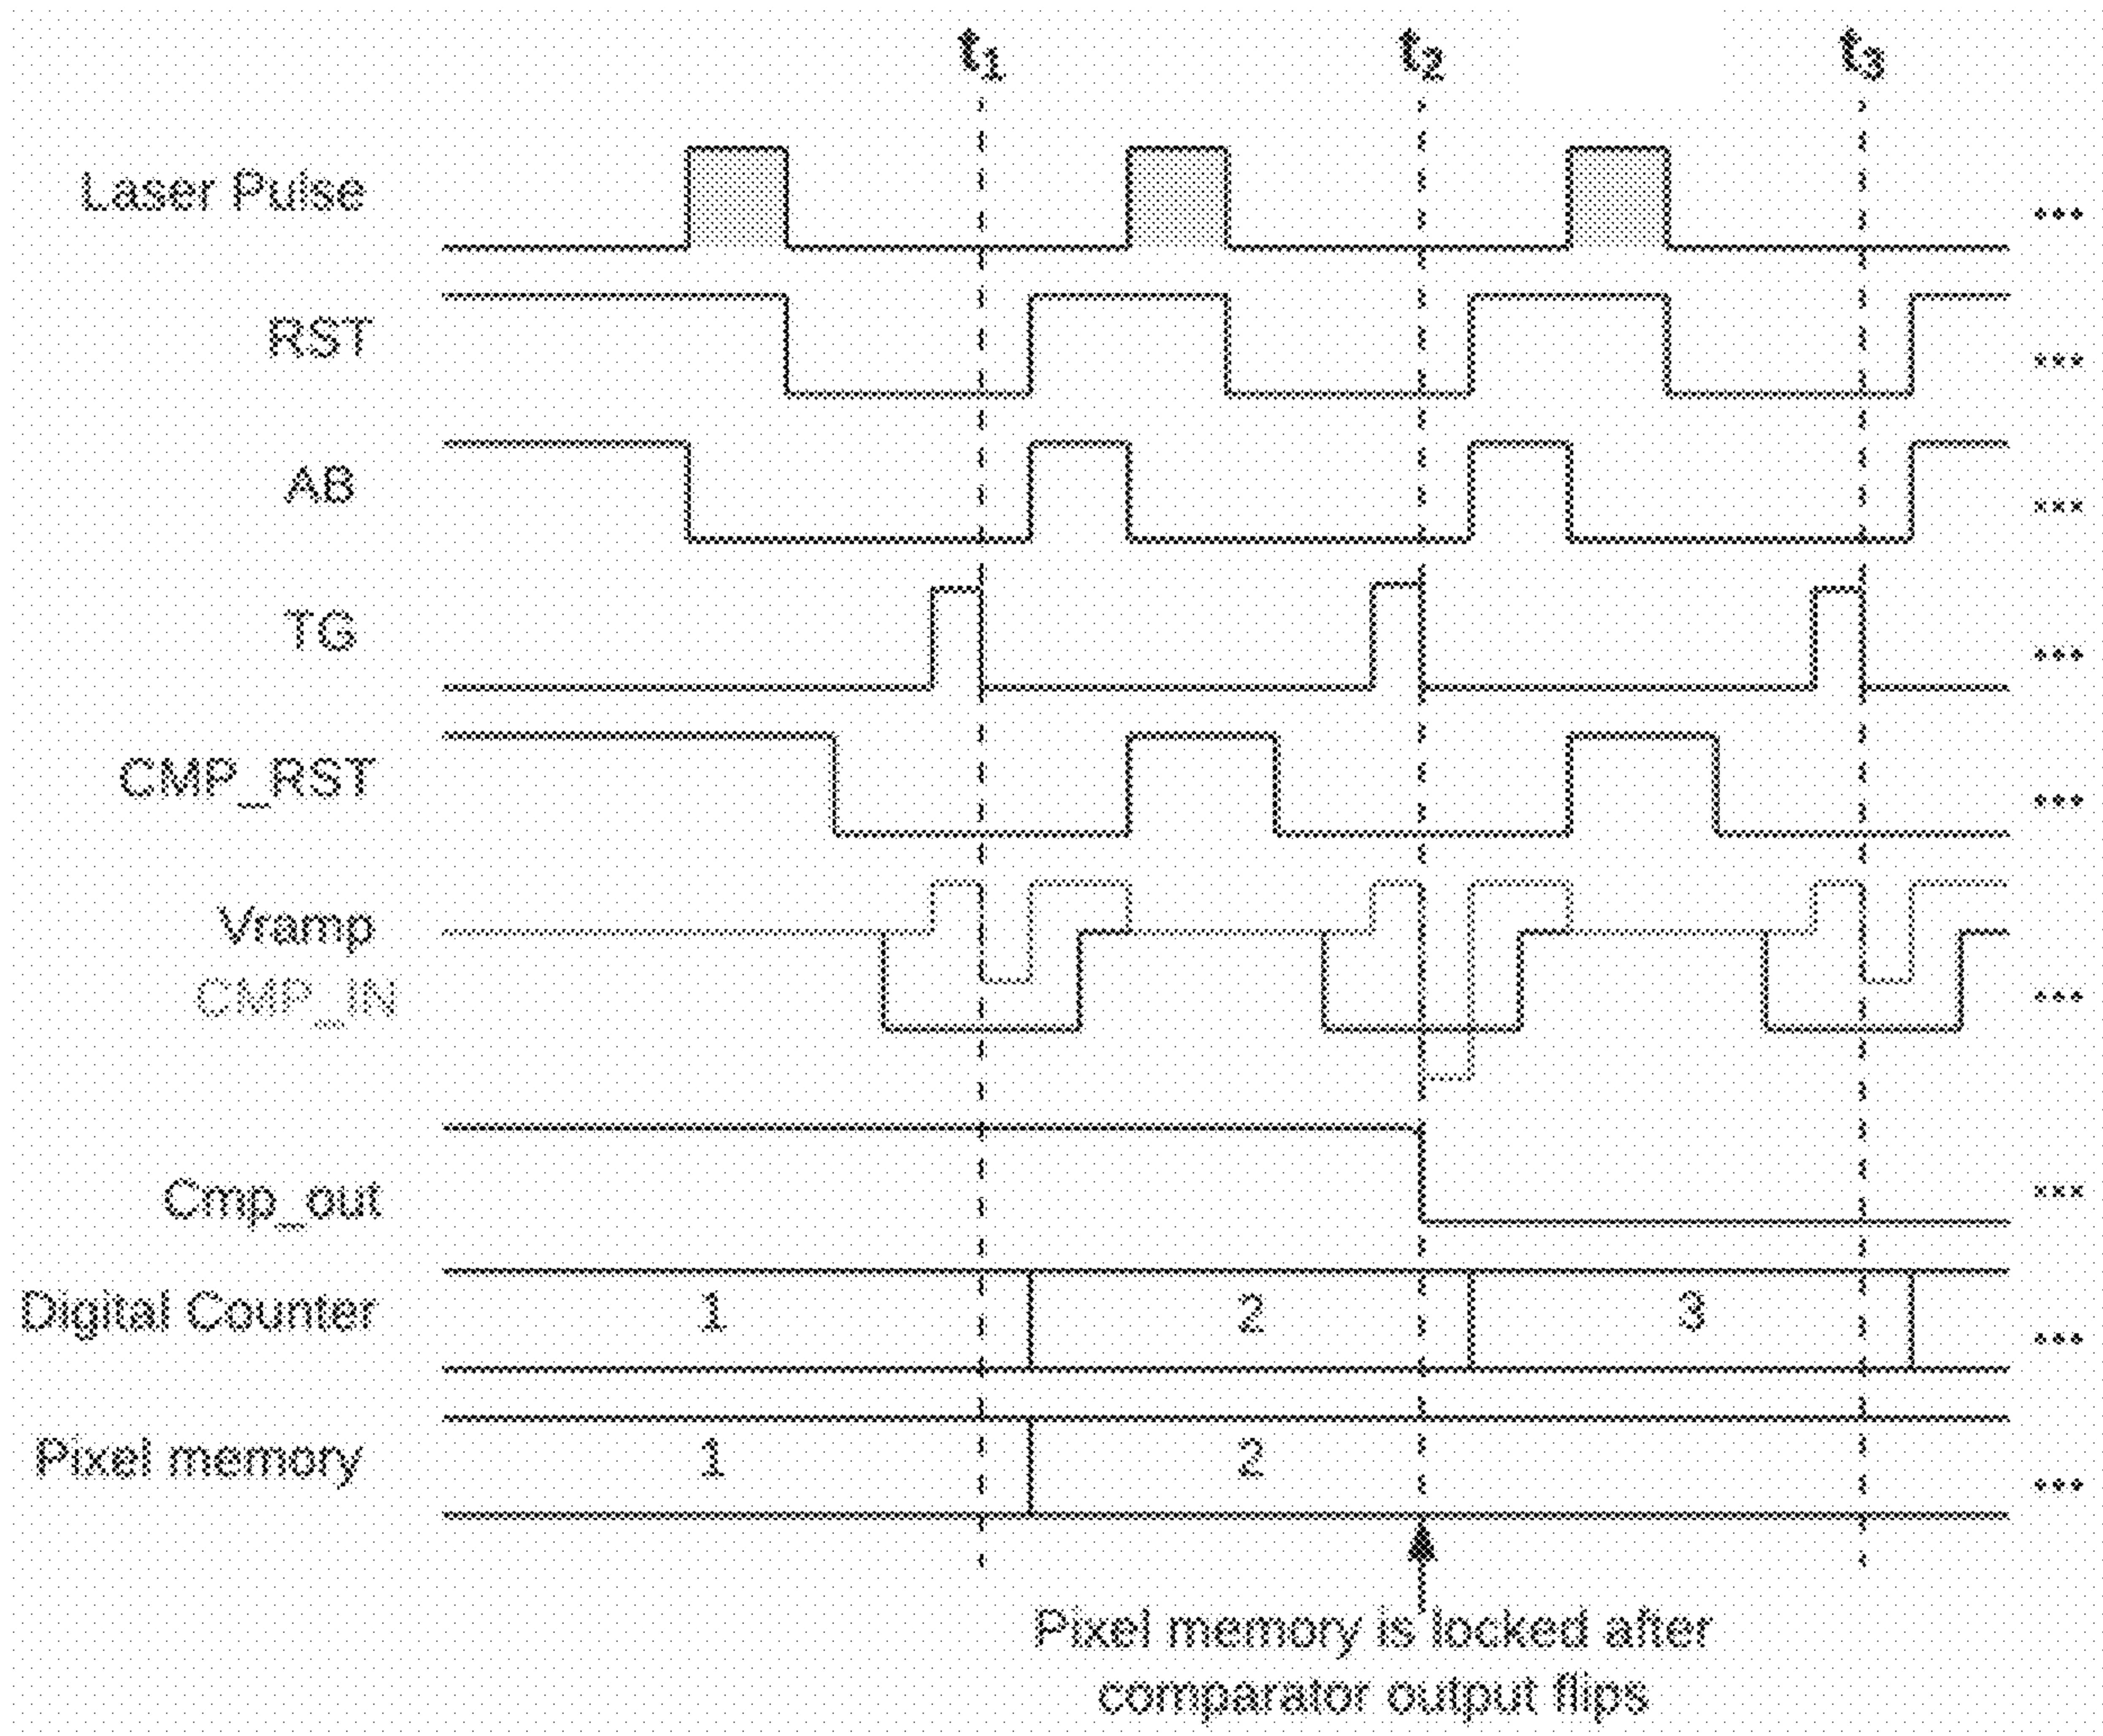 t1 t2 t3
Laser Pulse ...
RST ...
AB ...
TG ...
CMP_RST ...
Vramp
CMP_IN ...
Cmp_out ...
Digital Counter 1 2 3 ...
Pixel memory 1 2 ...
Pixel memory is locked after
comparator output flips